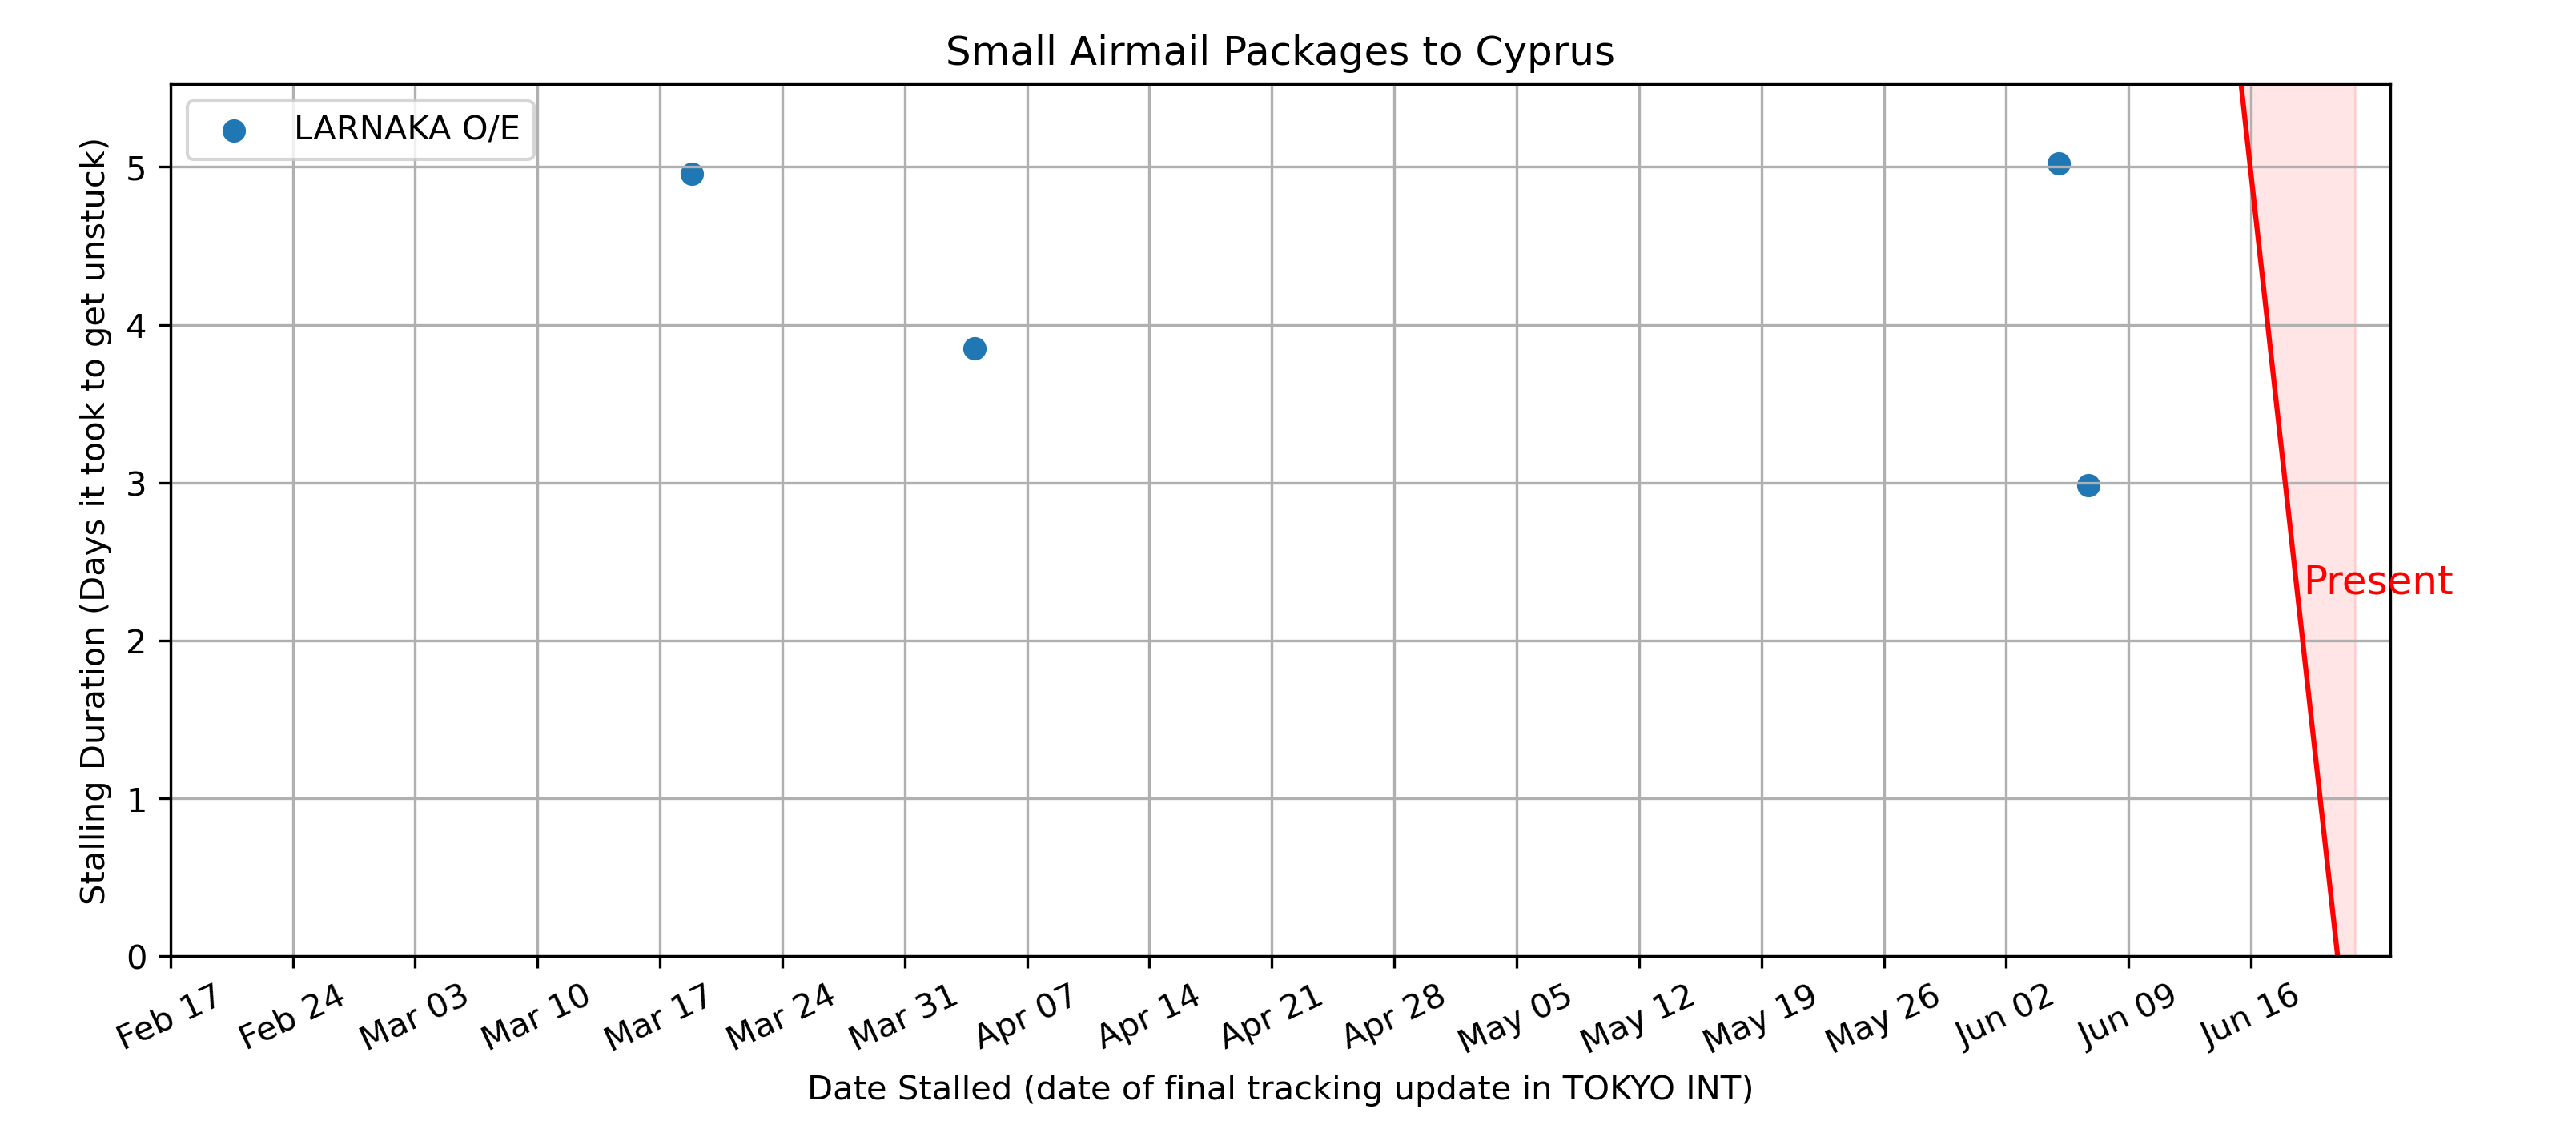 Small Airmail Packages to Cyprus
LARNAKA O/E
Stalling Duration (Days it took to get unstuck)
5
4
3
2
1
0
Present
Feb 17
Feb 24
Mar 03
Mar 10
Mar 17
Mar 24
Mar 31
Apr 07
Apr 14
Apr 21
Apr 28
May 05
May 12
May 19
May 26
Jun 02
Jun 09
Jun 16
Date Stalled (date of final tracking update in TOKYO INT)